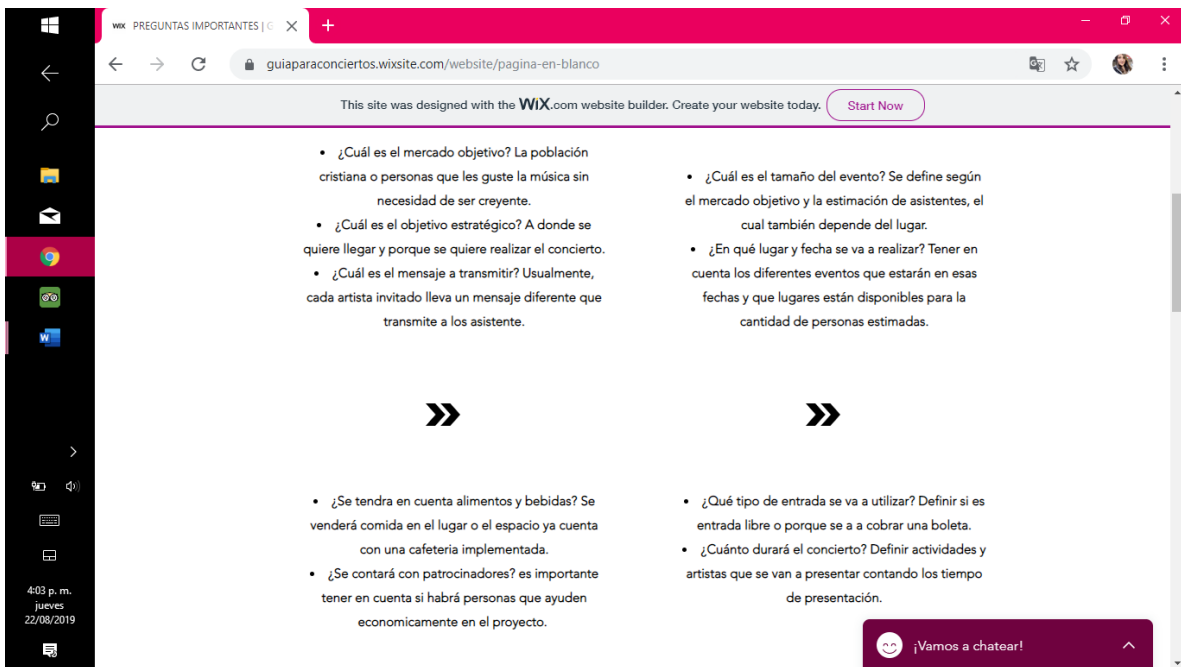 WiX PREGUNTAS IMPORTANTES | G
guiaparaconciertos.wixsite.com/website/pagina-en-blanco
This site was designed with the WiX.com website builder. Create your website today. Start Now
• ¿Cuál es el mercado objetivo? La población
cristiana o personas que les guste la música sin
necesidad de ser creyente.
• ¿Cuál es el objetivo estratégico? A donde se
quiere llegar y porque se quiere realizar el concierto.
• ¿Cuál es el mensaje a transmitir? Usualmente,
cada artista invitado lleva un mensaje diferente que
transmite a los asistente.
• ¿Cuál es el tamaño del evento? Se define según
el mercado objetivo y la estimación de asistentes, el
cual también depende del lugar.
• ¿En qué lugar y fecha se va a realizar? Tener en
cuenta los diferentes eventos que estarán en esas
fechas y que lugares están disponibles para la
cantidad de personas estimadas.
• ¿Se tendra en cuenta alimentos y bebidas? Se
venderá comida en el lugar o el espacio ya cuenta
con una cafeteria implementada.
• ¿Se contará con patrocinadores? es importante
tener en cuenta si habrá personas que ayuden
economicamente en el proyecto.
• ¿Qué tipo de entrada se va a utilizar? Definir si es
entrada libre o porque se a a cobrar una boleta.
• ¿Cuánto durará el concierto? Definir actividades y
artistas que se van a presentar contando los tiempo
de presentación.
¡Vamos a chatear!
4:03 p. m.
jueves
22/08/2019